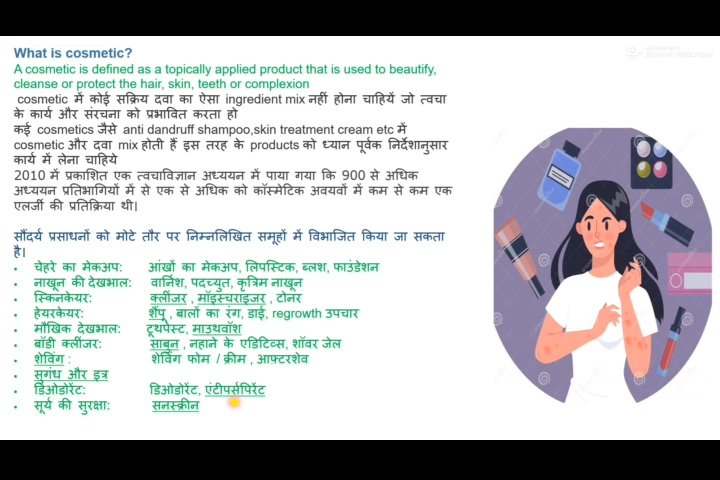 What is cosmetic?
A cosmetic is defined as a topically applied product that is used to beautify,
cleanse or protect the hair, skin, teeth or complexion
cosmetic में कोई सक्रिय दवा का ऐसा ingredient mix नहीं होना चाहियें जो त्वचा
के कार्य और संरचना को प्रभावित करता हो
कई cosmetics जैसे anti dandruff shampoo,skin treatment cream etc में
cosmetic और दवा mix होती हैं इस तरह के products को ध्यान पूर्वक निर्देशानुसार
कार्य में लेना चाहिये
2010 में प्रकाशित एक त्वचाविज्ञान अध्ययन में पाया गया कि 900 से अधिक
अध्ययन प्रतिभागियों में से एक से अधिक को कॉस्मेटिक अवयवों में कम से कम एक
एलर्जी की प्रतिक्रिया थी।
सौंदर्य प्रसाधनों को मोटे तौर पर निम्नलिखित समूहों में विभाजित किया जा सकता
है।
• चेहरे का मेकअप: आंखों का मेकअप, लिपस्टिक, ब्लश, फाउंडेशन
• नाखून की देखभाल: वार्निश, पदच्युत, कृत्रिम नाखून
• स्किनकेयर: क्लींजर , मॉइस्चराइजर , टोनर
• हेयरकेयर: शैंपू , बालों का रंग, डाई, regrowth उपचार
• मौखिक देखभाल: टूथपेस्ट, माउथवॉश
• बॉडी क्लींजर: साबुन , नहाने के एडिटिव्स, शॉवर जेल
• शेविंग : शेविंग फोम / क्रीम , आफ़्टरशेव
• सुगंध और इत्र
• डिओडोरेंट: डिओडोरेंट, एंटीपर्सपिरेंट
• सूर्य की सुरक्षा: सनस्क्रीन